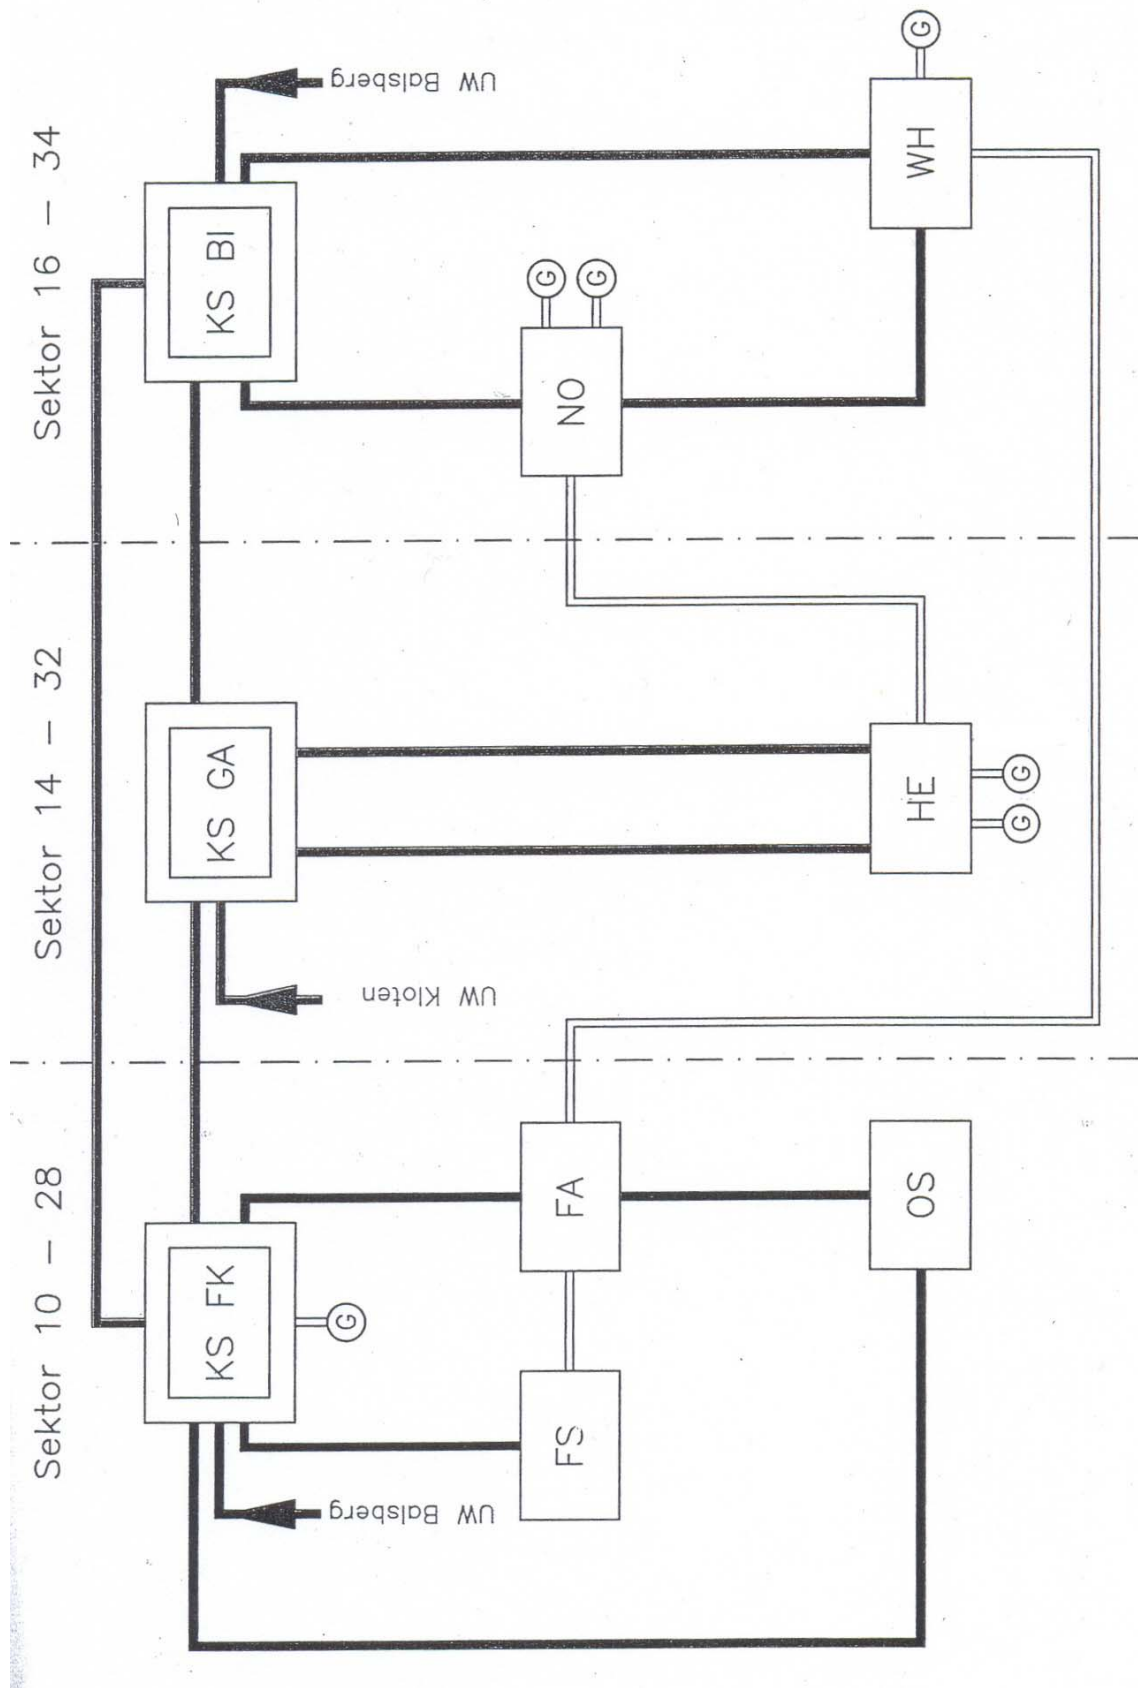 Sektor 10 - 28
Sektor 14 - 32
Sektor 16 - 34
KS FK
KS GA
KS BI
UW Balsberg
UW Kloten
UW Balsberg
G
FS
FA
NO
G
G
OS
HE
WH
G
G
G